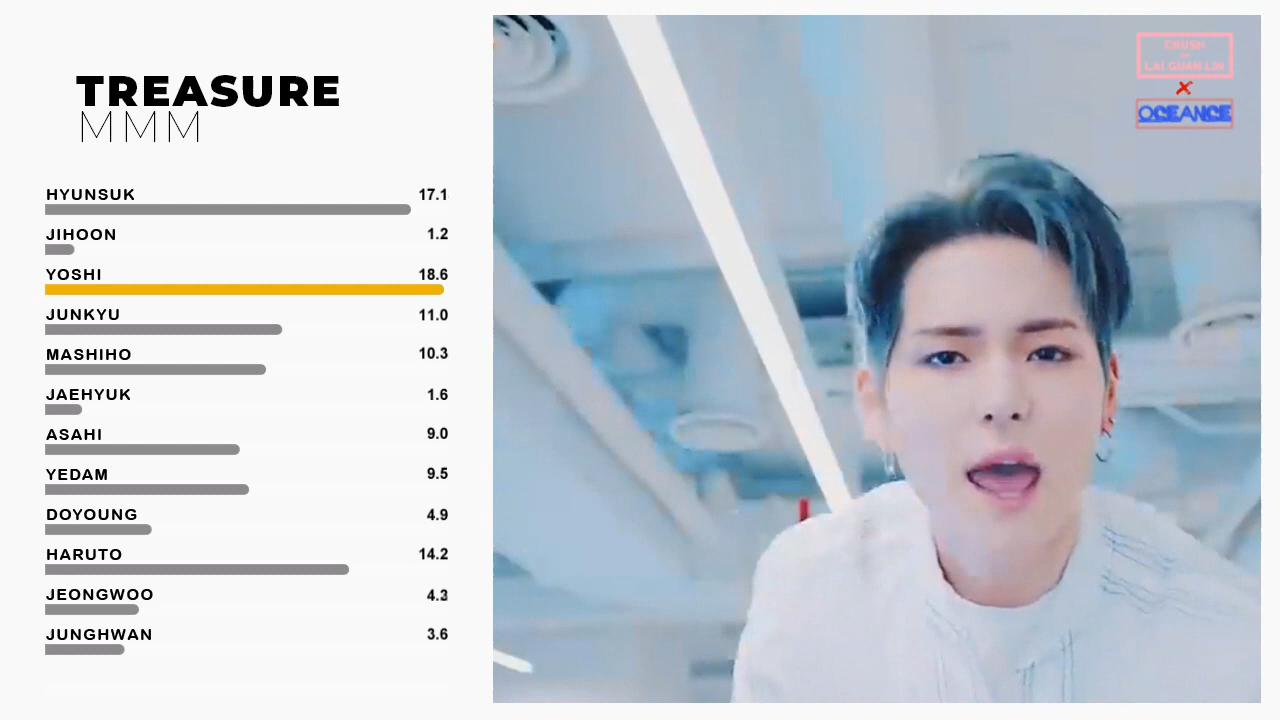 TREASURE
MMM
HYUNSUK 17.1
JIHOON 1.2
YOSHI 18.6
JUNKYU 11.0
MASHIHO 10.3
JAEHYUK 1.6
ASAHI 9.0
YEDAM 9.5
DOYOUNG 4.9
HARUTO 14.2
JEONGWOO 4.3
JUNGHWAN 3.6
CRUSH
LAI GUAN LIN
X
OCEANCE